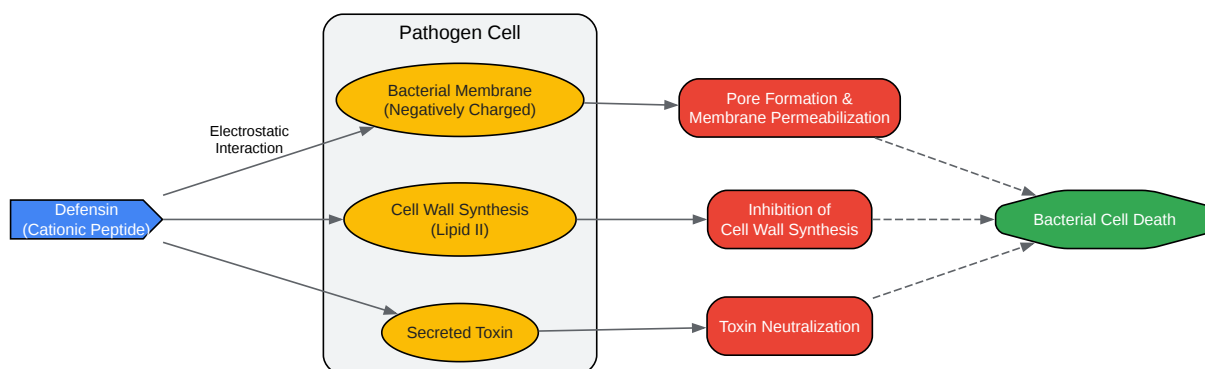 Pathogen Cell
Bacterial Membrane
(Negatively Charged)
Pore Formation &
Membrane Permeabilization
Electrostatic
Interaction
Defensin
(Cationic Peptide)
Cell Wall Synthesis
(Lipid II)
Inhibition of
Cell Wall Synthesis
Bacterial Cell Death
Secreted Toxin
Toxin Neutralization